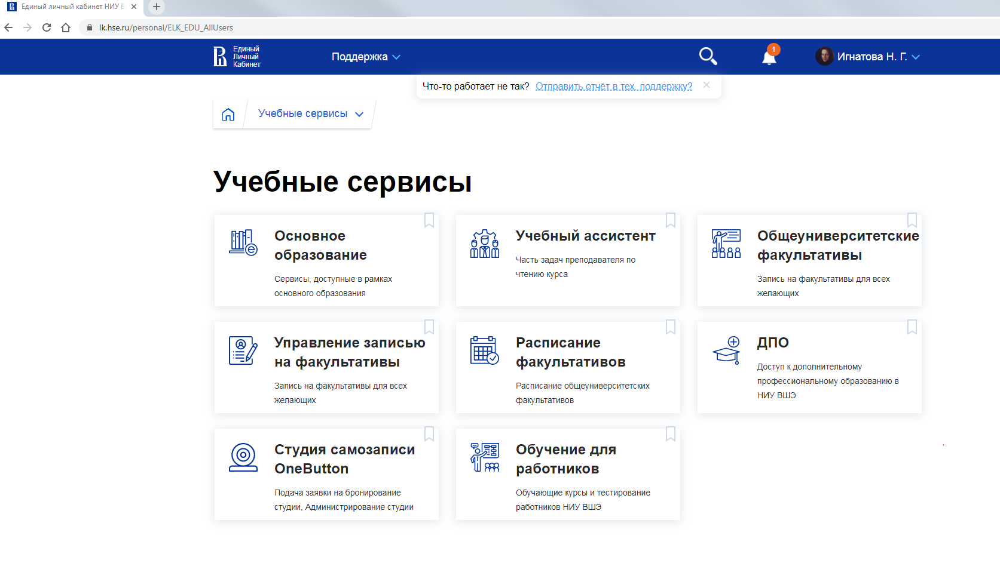 Единый личный кабинет НИУ В
lk.hse.ru/personal/ELK_EDU_AllUsers
Единый
Личный
Кабинет
Поддержка
1
Игнатова Н. Г.
Что-то работает не так? Отправить отчёт в тех. поддержку?
Учебные сервисы
Учебные сервисы
Основное
образование
Сервисы, доступные в рамках
основного образования
Учебный ассистент
Часть задач преподавателя по
чтению курса
Общеуниверситетские
факультативы
Запись на факультативы для всех
желающих
Управление записью
на факультативы
Запись на факультативы для всех
желающих
Расписание
факультативов
Расписание общеуниверситетских
факультативов
ДПО
Доступ к дополнительному
профессиональному образованию в
НИУ ВШЭ
Студия самозаписи
OneButton
Подача заявки на бронирование
студии, Администрирование студии
Обучение для
работников
Обучающие курсы и тестирование
работников НИУ ВШЭ